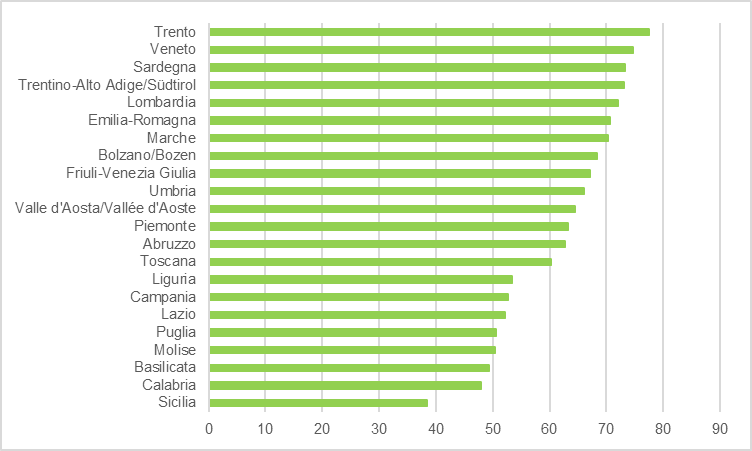 Trento
Veneto
Sardegna
Trentino-Alto Adige/Südtirol
Lombardia
Emilia-Romagna
Marche
Bolzano/Bozen
Friuli-Venezia Giulia
Umbria
Valle d'Aosta/Vallée d'Aoste
Piemonte
Abruzzo
Toscana
Liguria
Campania
Lazio
Puglia
Molise
Basilicata
Calabria
Sicilia
0 10 20 30 40 50 60 70 80 90